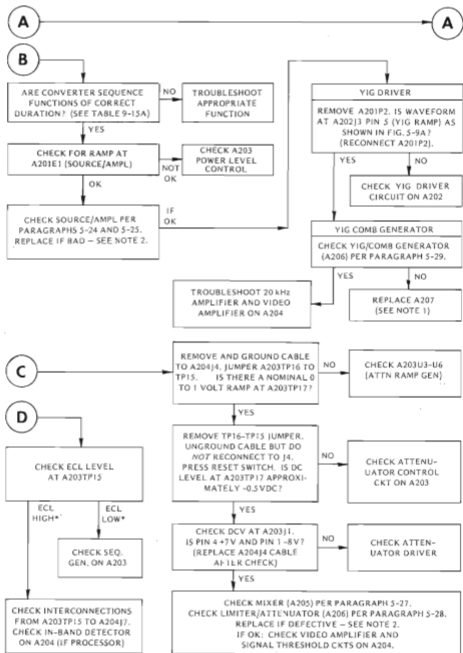 A
A
B
ARE CONVERTER SEQUENCE
FUNCTIONS OF CORRECT
DURATION? (SEE TABLE 9-15A)
NO
TROUBLESHOOT
APPROPRIATE
FUNCTION
YES
CHECK FOR RAMP AT
A201E1 (SOURCE/AMPL)
NOT
OK
CHECK A203
POWER LEVEL
CONTROL
OK
CHECK SOURCE/AMPL PER
PARAGRAPHS 5-24 AND 5-25.
REPLACE IF BAD – SEE NOTE 2.
IF
OK
YIG DRIVER
REMOVE A201P2. IS WAVEFORM
AT A202J3 PIN 5 (YIG RAMP) AS
SHOWN IN FIG. 5-9A?
(RECONNECT A201P2).
YES
NO
CHECK YIG DRIVER
CIRCUIT ON A202
YIG COMB GENERATOR
CHECK YIG/COMB GENERATOR
(A206) PER PARAGRAPH 5-29.
YES
NO
TROUBLESHOOT 20 kHz
AMPLIFIER AND VIDEO
AMPLIFIER ON A204
REPLACE A207
(SEE NOTE 1)
C
REMOVE AND GROUND CABLE
TO A204J4. JUMPER A203TP16 TO
TP15. IS THERE A NOMINAL 0
TO 1 VOLT RAMP AT A203TP17?
NO
CHECK A203U3-U6
(ATTN RAMP GEN)
YES
D
REMOVE TP16-TP15 JUMPER.
UNGROUND CABLE BUT DO
NOT RECONNECT TO J4.
PRESS RESET SWITCH. IS DC
LEVEL AT A203TP17 APPROXI-
MATELY -0.5VDC?
NO
CHECK ATTEN-
UATOR CONTROL
CKT ON A203
YES
CHECK ECL LEVEL
AT A203TP15
ECL
HIGH*
ECL
LOW*
CHECK SEQ.
GEN. ON A203
CHECK DCV AT A203J1.
IS PIN 4 +7V AND PIN 1 -8V?
(REPLACE A204J4 CABLE
AFTER CHECK)
NO
CHECK ATTEN-
UATOR DRIVER
YES
CHECK INTERCONNECTIONS
FROM A203TP15 TO A204J7.
CHECK IN-BAND DETECTOR
ON A204 (IF PROCESSOR)
CHECK MIXER (A205) PER PARAGRAPH 5-27.
CHECK LIMITER/ATTENUATOR (A206) PER PARAGRAPH 5-28.
REPLACE IF DEFECTIVE – SEE NOTE 2.
IF OK: CHECK VIDEO AMPLIFIER AND
SIGNAL THRESHOLD CKTS ON A204.